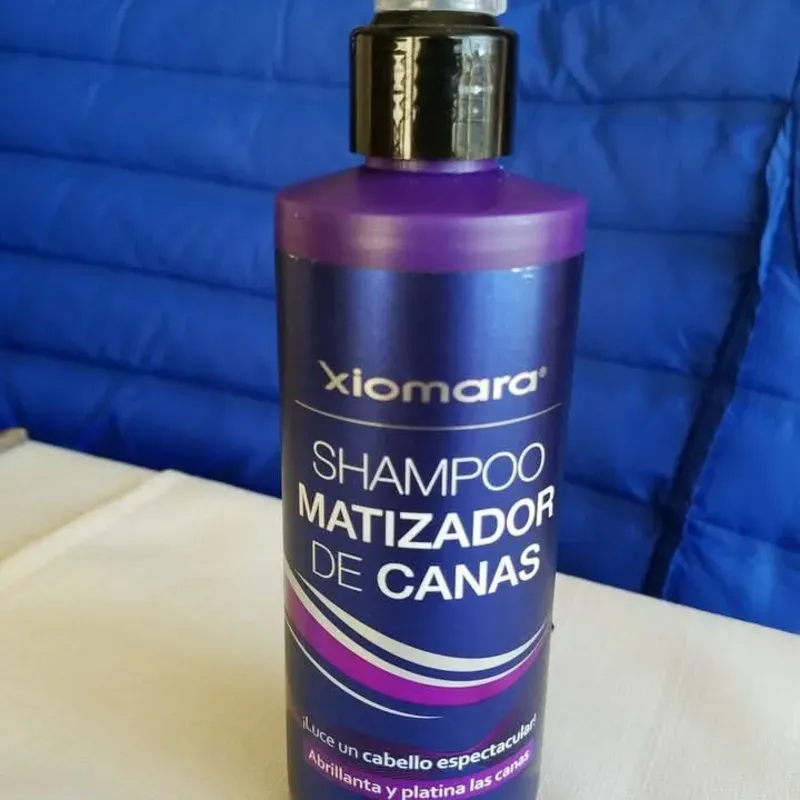 xiomara®
SHAMPOO
MATIZADOR
DE CANAS
¡Luce un cabello espectacular!
Abrillanta y platina las canas